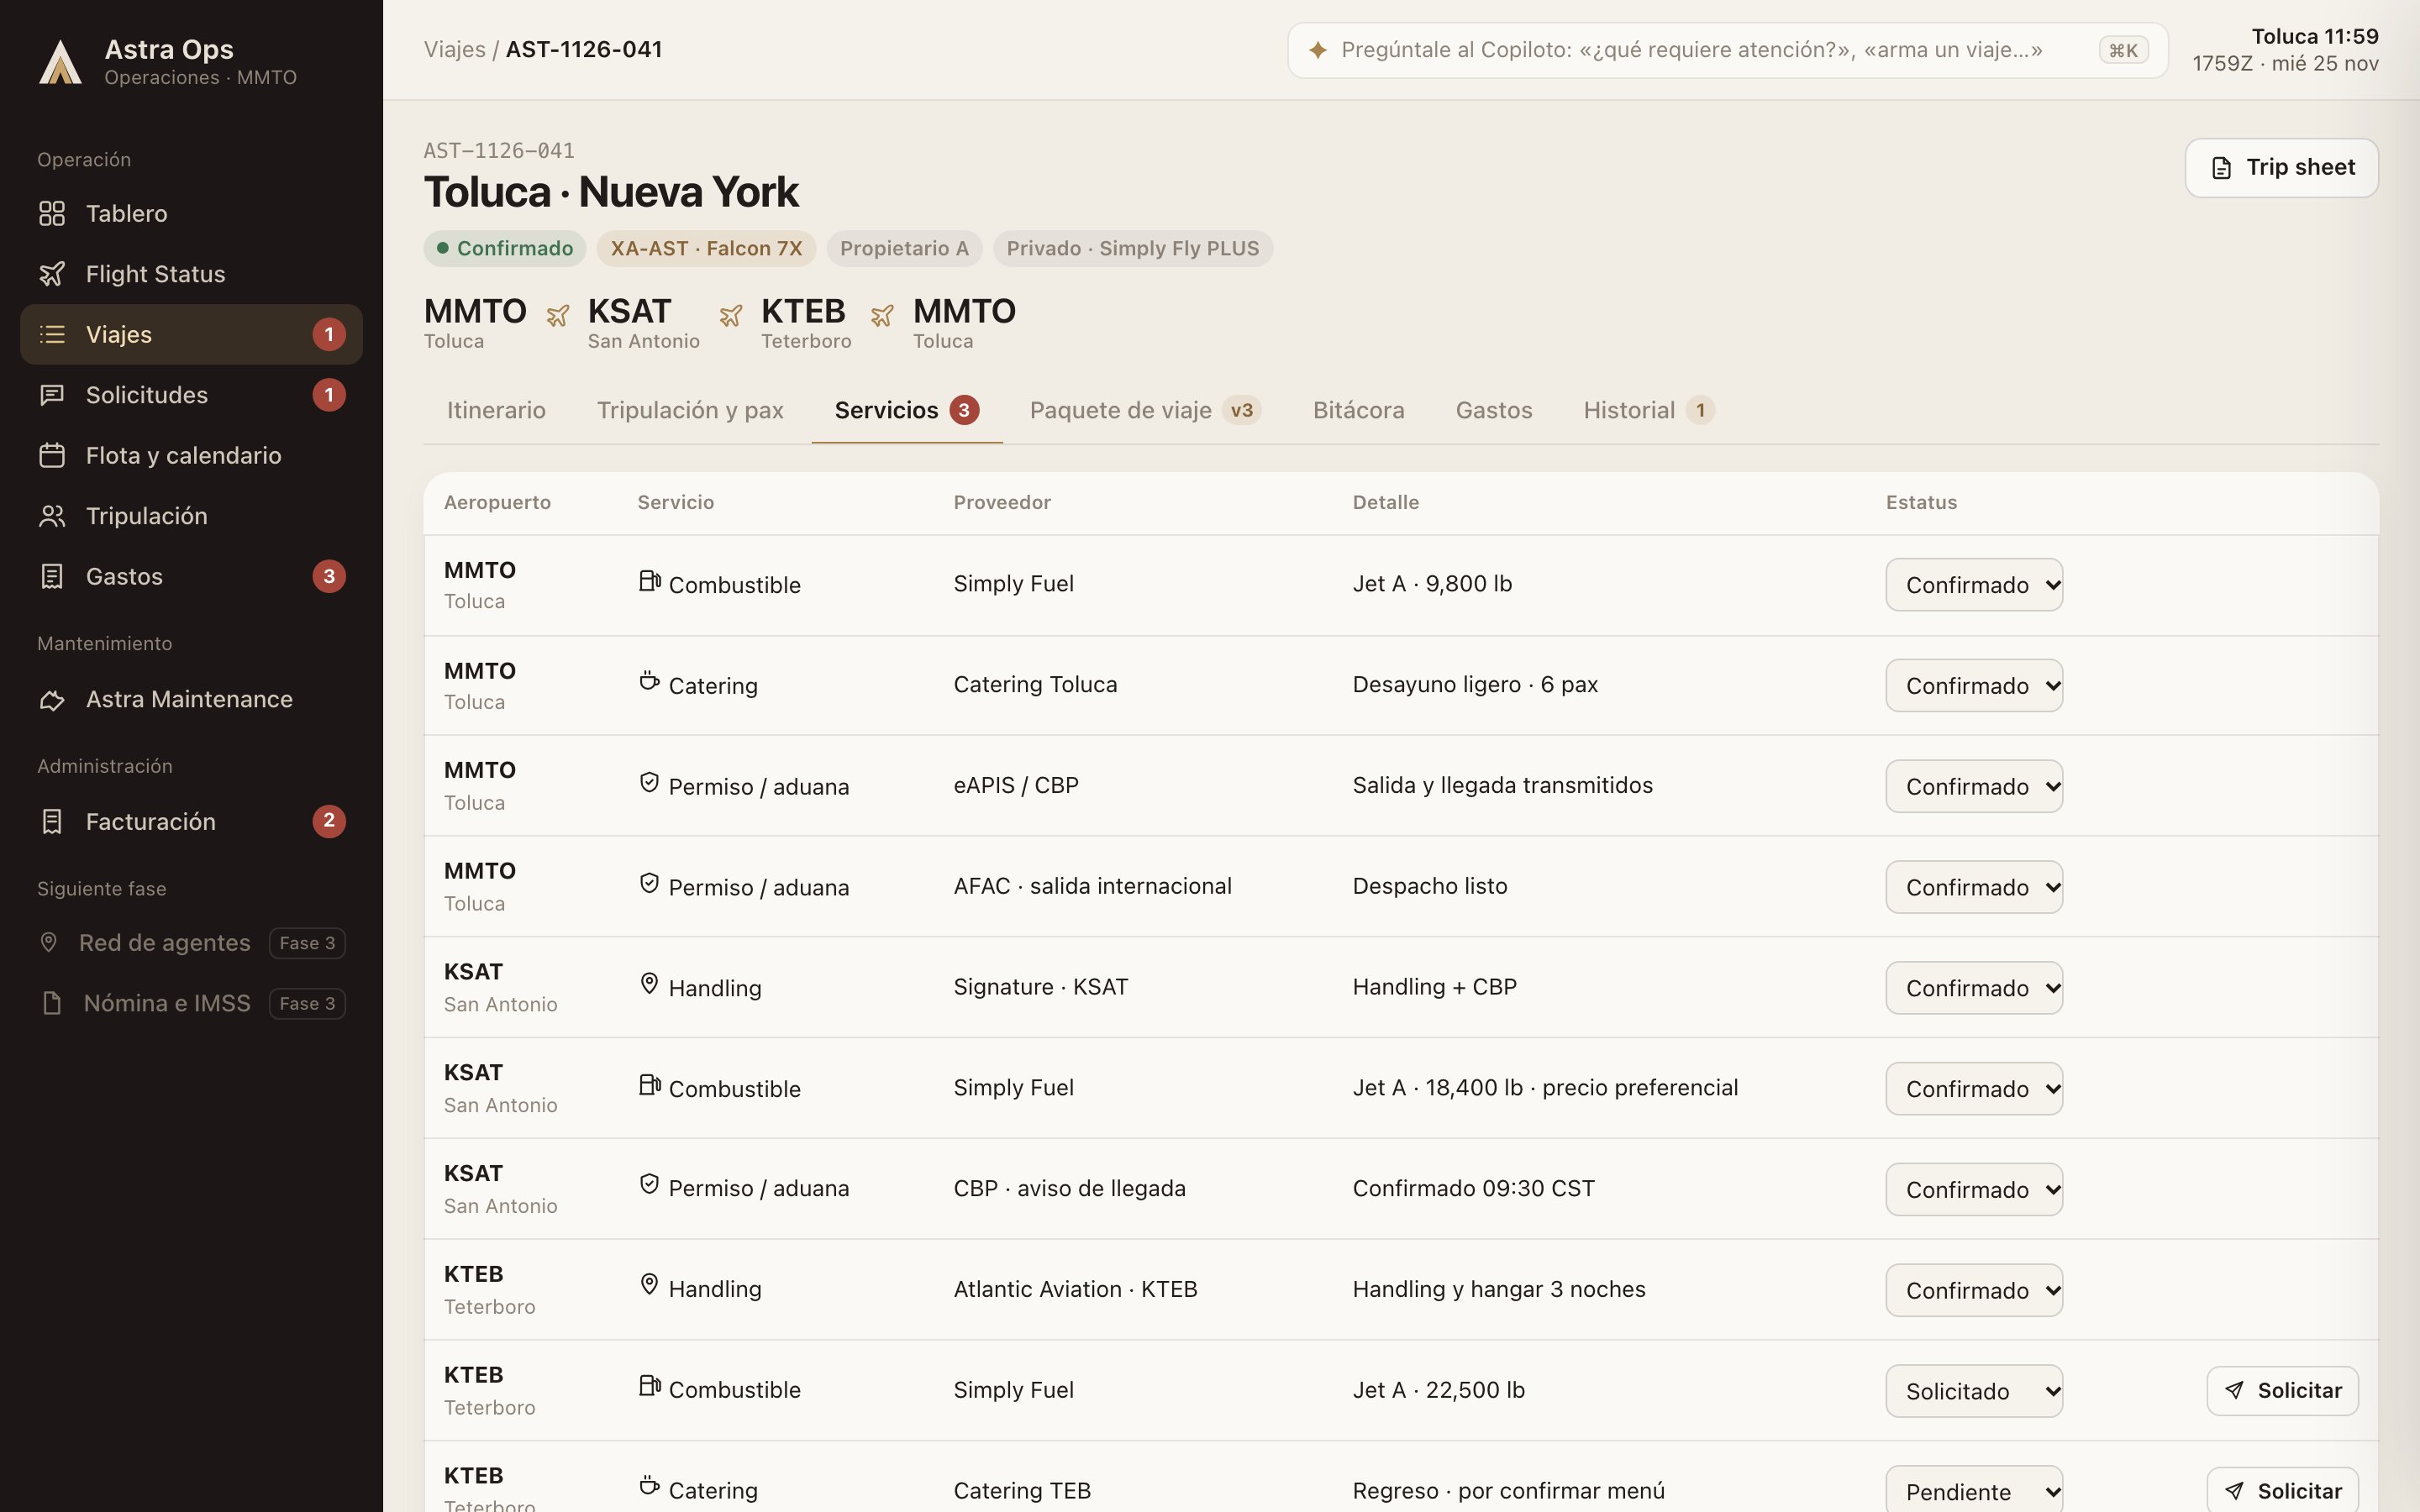 Astra Ops
Operaciones · MMTO
Operación
Tablero
Flight Status
Viajes 1
Solicitudes 1
Flota y calendario
Tripulación
Gastos 3
Mantenimiento
Astra Maintenance
Administración
Facturación 2
Siguiente fase
Red de agentes Fase 3
Nómina e IMSS Fase 3
Viajes / AST-1126-041
Pregúntale al Copiloto: «¿qué requiere atención?», «arma un viaje…» ⌘K
Toluca 11:59
1759Z · mié 25 nov
AST-1126-041
Toluca · Nueva York
Trip sheet
Confirmado XA-AST · Falcon 7X Propietario A Privado · Simply Fly PLUS
MMTO KSAT KTEB MMTO
Toluca San Antonio Teterboro Toluca
Itinerario Tripulación y pax Servicios 3 Paquete de viaje v3 Bitácora Gastos Historial 1
Aeropuerto Servicio Proveedor Detalle Estatus
MMTO
Toluca
Combustible Simply Fuel Jet A · 9,800 lb Confirmado
MMTO
Toluca
Catering Catering Toluca Desayuno ligero · 6 pax Confirmado
MMTO
Toluca
Permiso / aduana eAPIS / CBP Salida y llegada transmitidos Confirmado
MMTO
Toluca
Permiso / aduana AFAC · salida internacional Despacho listo Confirmado
KSAT
San Antonio
Handling Signature · KSAT Handling + CBP Confirmado
KSAT
San Antonio
Combustible Simply Fuel Jet A · 18,400 lb · precio preferencial Confirmado
KSAT
San Antonio
Permiso / aduana CBP · aviso de llegada Confirmado 09:30 CST Confirmado
KTEB
Teterboro
Handling Atlantic Aviation · KTEB Handling y hangar 3 noches Confirmado
KTEB
Teterboro
Combustible Simply Fuel Jet A · 22,500 lb Solicitado Solicitar
KTEB
Teterboro
Catering Catering TEB Regreso · por confirmar menú Pendiente Solicitar